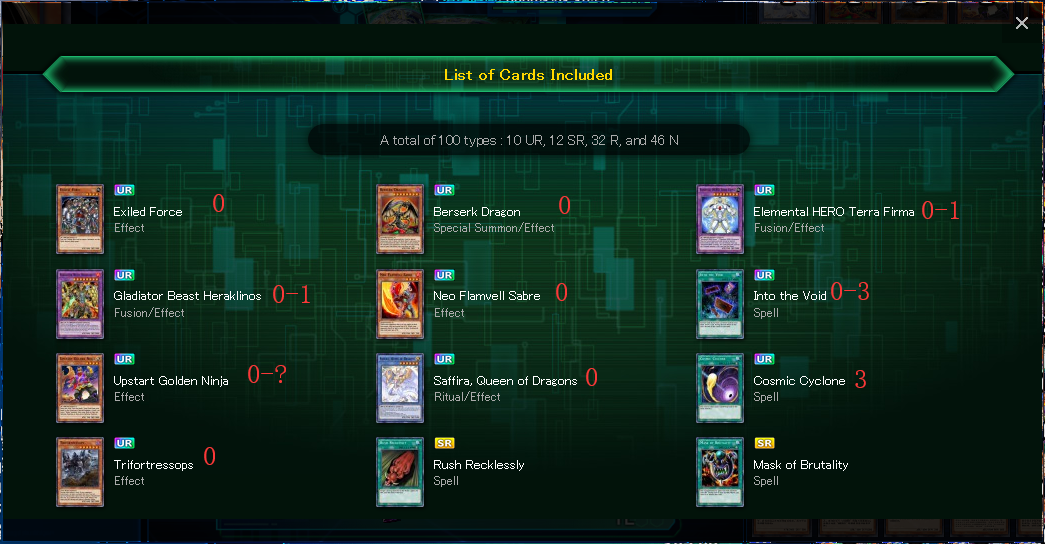 List of Cards Included
A total of 100 types : 10 UR, 12 SR, 32 R, and 46 N
UR
Exiled Force 0
Effect
UR
Berserk Dragon 0
Special Summon/Effect
UR
Elemental HERO Terra Firma 0-1
Fusion/Effect
UR
Gladiator Beast Heraklinos 0-1
Fusion/Effect
UR
Neo Flamvell Sabre 0
Effect
UR
Into the Void 0-3
Spell
UR
Upstart Golden Ninja 0-?
Effect
UR
Saffira, Queen of Dragons 0
Ritual/Effect
UR
Cosmic Cyclone 3
Spell
UR
Trifortressops 0
Effect
SR
Rush Recklessly
Spell
SR
Mask of Brutality
Spell